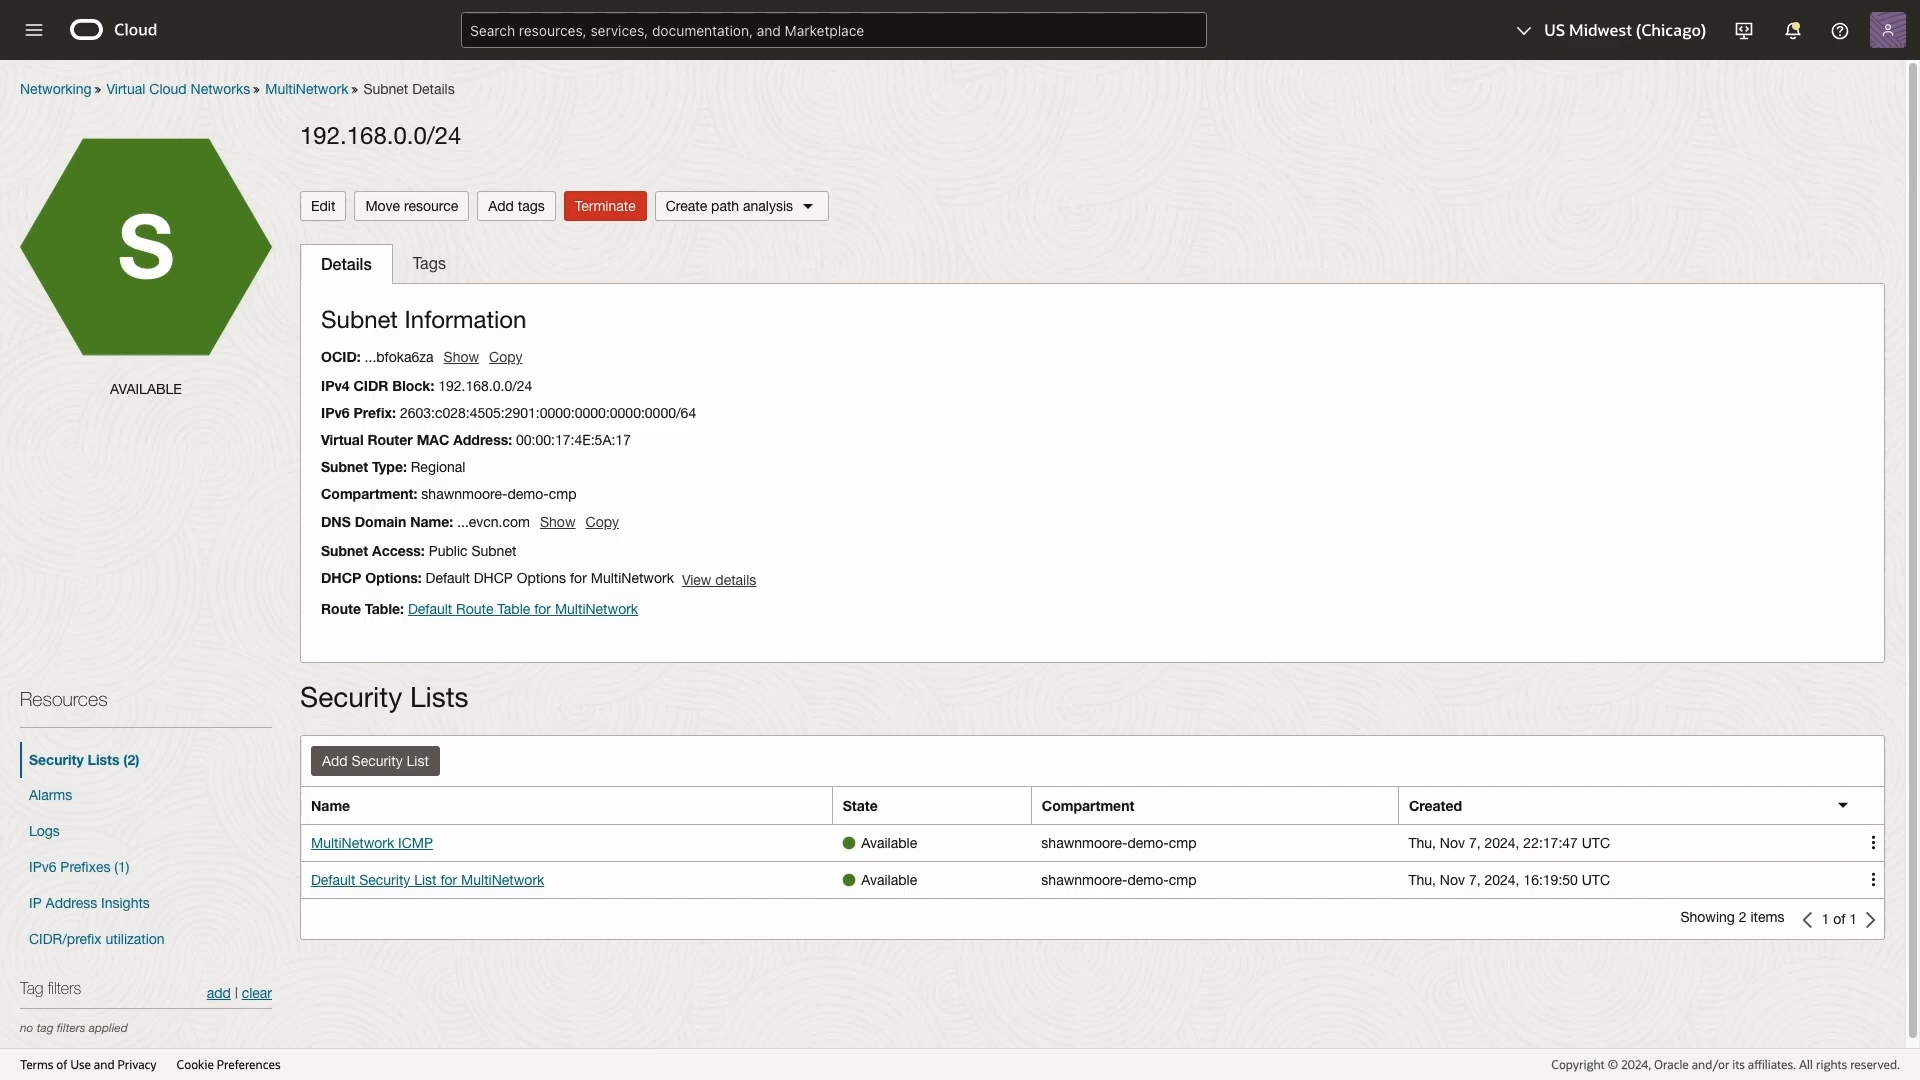 Cloud
Search resources, services, documentation, and Marketplace
US Midwest (Chicago)
Networking » Virtual Cloud Networks » MultiNetwork » Subnet Details
S
AVAILABLE
192.168.0.0/24
Edit
Move resource
Add tags
Terminate
Create path analysis
Details
Tags
Subnet Information
OCID: ...bfoka6za Show Copy
IPv4 CIDR Block: 192.168.0.0/24
IPv6 Prefix: 2603:c028:4505:2901:0000:0000:0000:0000/64
Virtual Router MAC Address: 00:00:17:4E:5A:17
Subnet Type: Regional
Compartment: shawnmoore-demo-cmp
DNS Domain Name: ...evcn.com Show Copy
Subnet Access: Public Subnet
DHCP Options: Default DHCP Options for MultiNetwork View details
Route Table: Default Route Table for MultiNetwork
Resources
Security Lists (2)
Alarms
Logs
IPv6 Prefixes (1)
IP Address Insights
CIDR/prefix utilization
Tag filters
add | clear
no tag filters applied
Security Lists
Add Security List
Name State Compartment Created
MultiNetwork ICMP Available shawnmoore-demo-cmp Thu, Nov 7, 2024, 22:17:47 UTC
Default Security List for MultiNetwork Available shawnmoore-demo-cmp Thu, Nov 7, 2024, 16:19:50 UTC
Showing 2 items 1 of 1
Terms of Use and Privacy Cookie Preferences
Copyright © 2024, Oracle and/or its affiliates. All rights reserved.